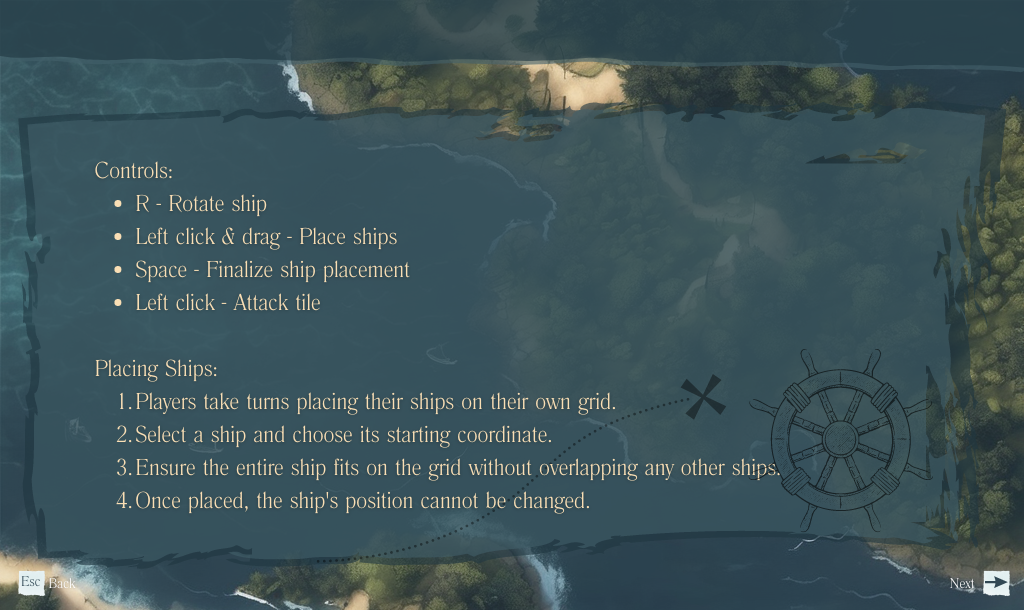 Controls:
• R - Rotate ship
• Left click & drag - Place ships
• Space - Finalize ship placement
• Left click - Attack tile
Placing Ships:
1. Players take turns placing their ships on their own grid.
2. Select a ship and choose its starting coordinate.
3. Ensure the entire ship fits on the grid without overlapping any other ships.
4. Once placed, the ship's position cannot be changed.
Esc Back
Next